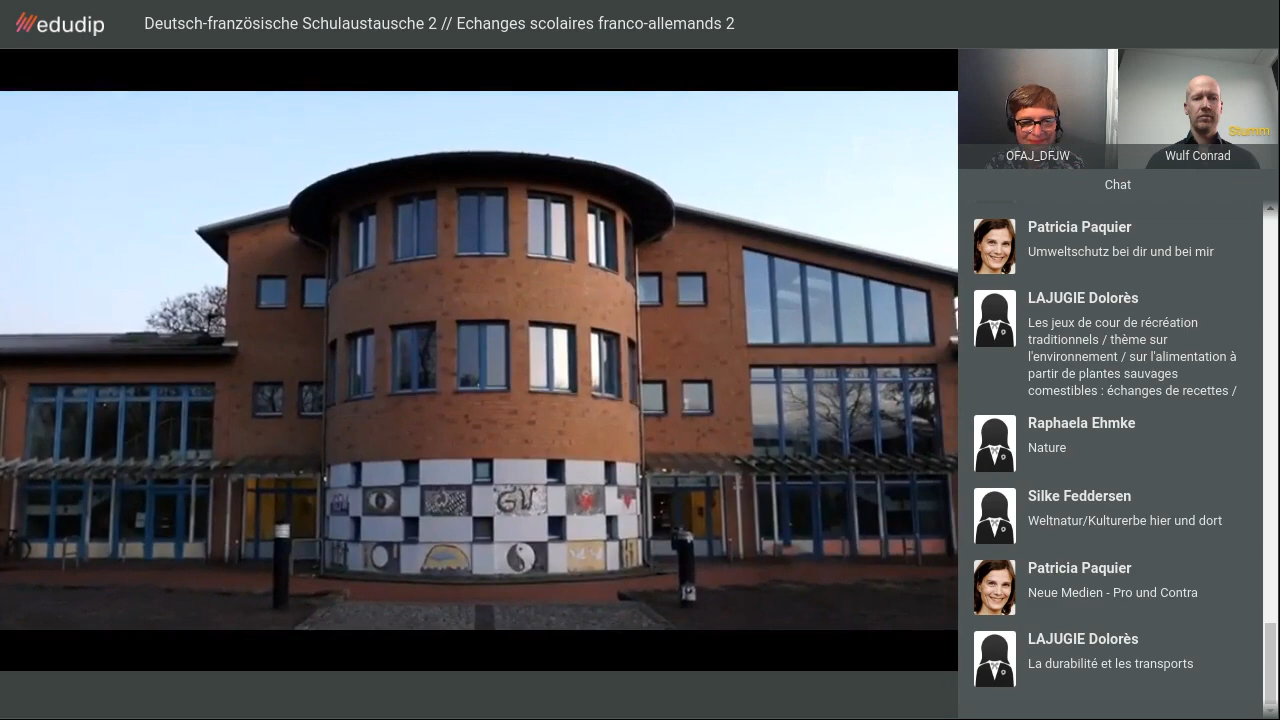 edudip
Deutsch-französische Schulaustausche 2 // Echanges scolaires franco-allemands 2
GU
Stumm
OFAJ_DFJW
Wulf Conrad
Chat
Patricia Paquier
Umweltschutz bei dir und bei mir
LAJUGIE Dolorès
Les jeux de cour de récréation
traditionnels / thème sur
l'environnement / sur l'alimentation à
partir de plantes sauvages
comestibles : échanges de recettes /
Raphaela Ehmke
Nature
Silke Feddersen
Weltnatur/Kulturerbe hier und dort
Patricia Paquier
Neue Medien - Pro und Contra
LAJUGIE Dolorès
La durabilité et les transports